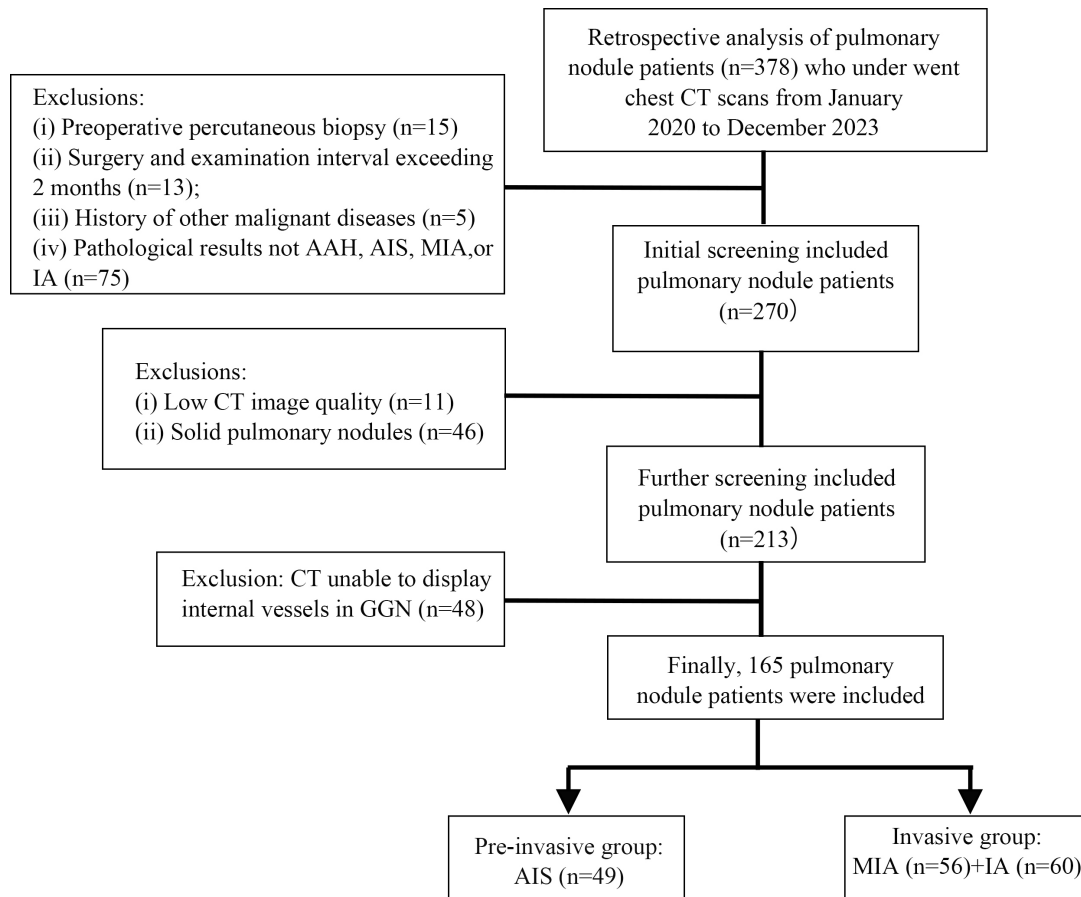 Retrospective analysis of pulmonary
nodule patients (n=378) who under went
chest CT scans from January
2020 to December 2023
Exclusions:
(i) Preoperative percutaneous biopsy (n=15)
(ii) Surgery and examination interval exceeding
2 months (n=13);
(iii) History of other malignant diseases (n=5)
(iv) Pathological results not AAH, AIS, MIA,or
IA (n=75)
Initial screening included
pulmonary nodule patients
(n=270）
Exclusions:
(i) Low CT image quality (n=11)
(ii) Solid pulmonary nodules (n=46)
Further screening included
pulmonary nodule patients
(n=213）
Exclusion: CT unable to display
internal vessels in GGN (n=48)
Finally, 165 pulmonary
nodule patients were included
Pre-invasive group:
AIS (n=49)
Invasive group:
MIA (n=56)+IA (n=60)